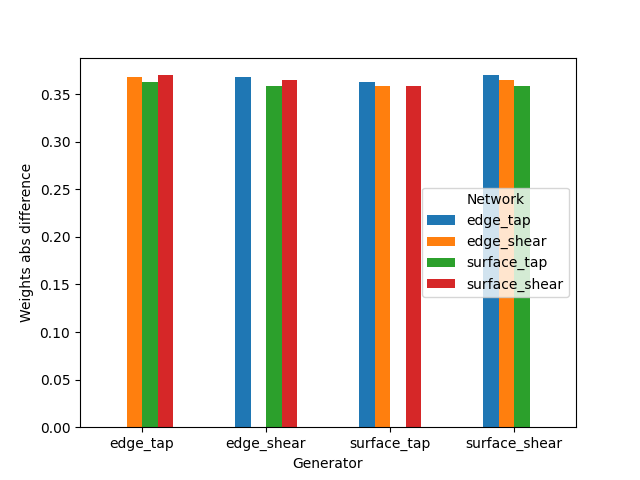 0.35
0.30
0.25
0.20
0.15
0.10
0.05
0.00
Weights abs difference
edge_tap
edge_shear
surface_tap
surface_shear
Generator
Network
edge_tap
edge_shear
surface_tap
surface_shear